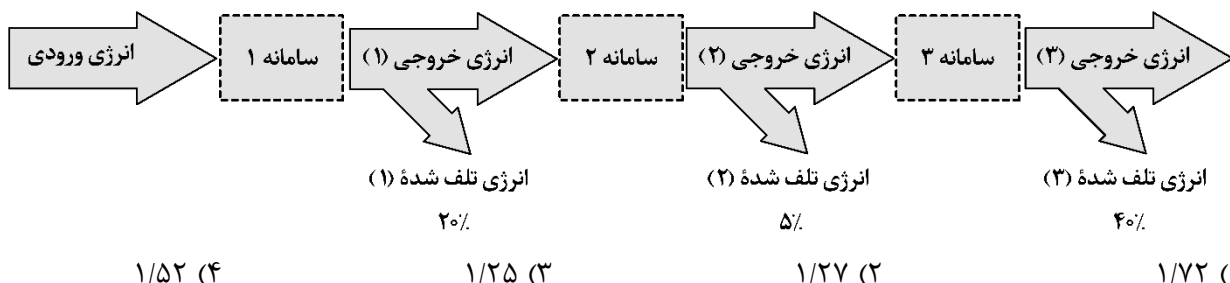 انرژی ورودی سامانه ۱ انرژی خروجی (۱) سامانه ۲ انرژی خروجی (۲) سامانه ۳ انرژی خروجی (۳)
انرژی تلف شدهٔ (۱) انرژی تلف شدهٔ (۲) انرژی تلف شدهٔ (۳)
۲۰٪ ۵٪ ۴۰٪
۱/۷۲ ( ۲) ۱/۲۷ ۳) ۱/۲۵ ۴) ۱/۵۲